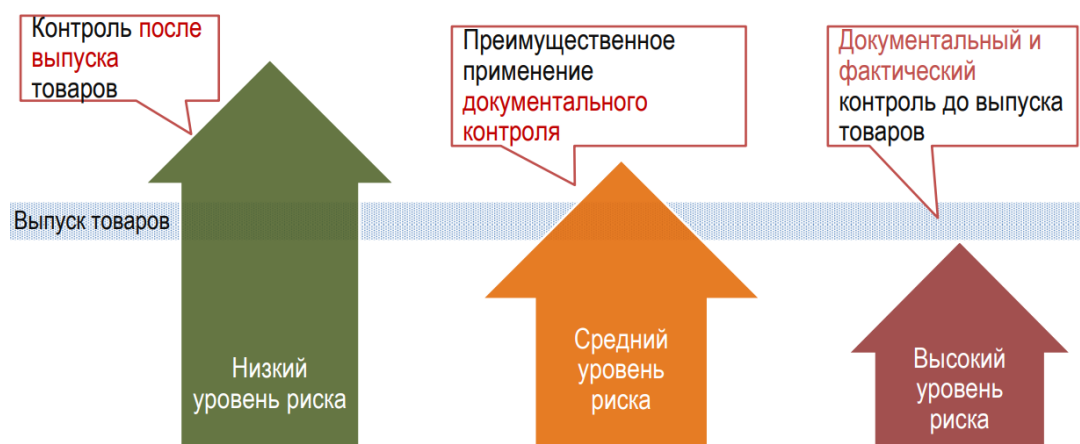 Контроль после
выпуска
товаров
Преимущественное
применение
документального
контроля
Документальный и
фактический
контроль до выпуска
товаров
Выпуск товаров
Низкий
уровень риска
Средний
уровень
риска
Высокий
уровень
риска